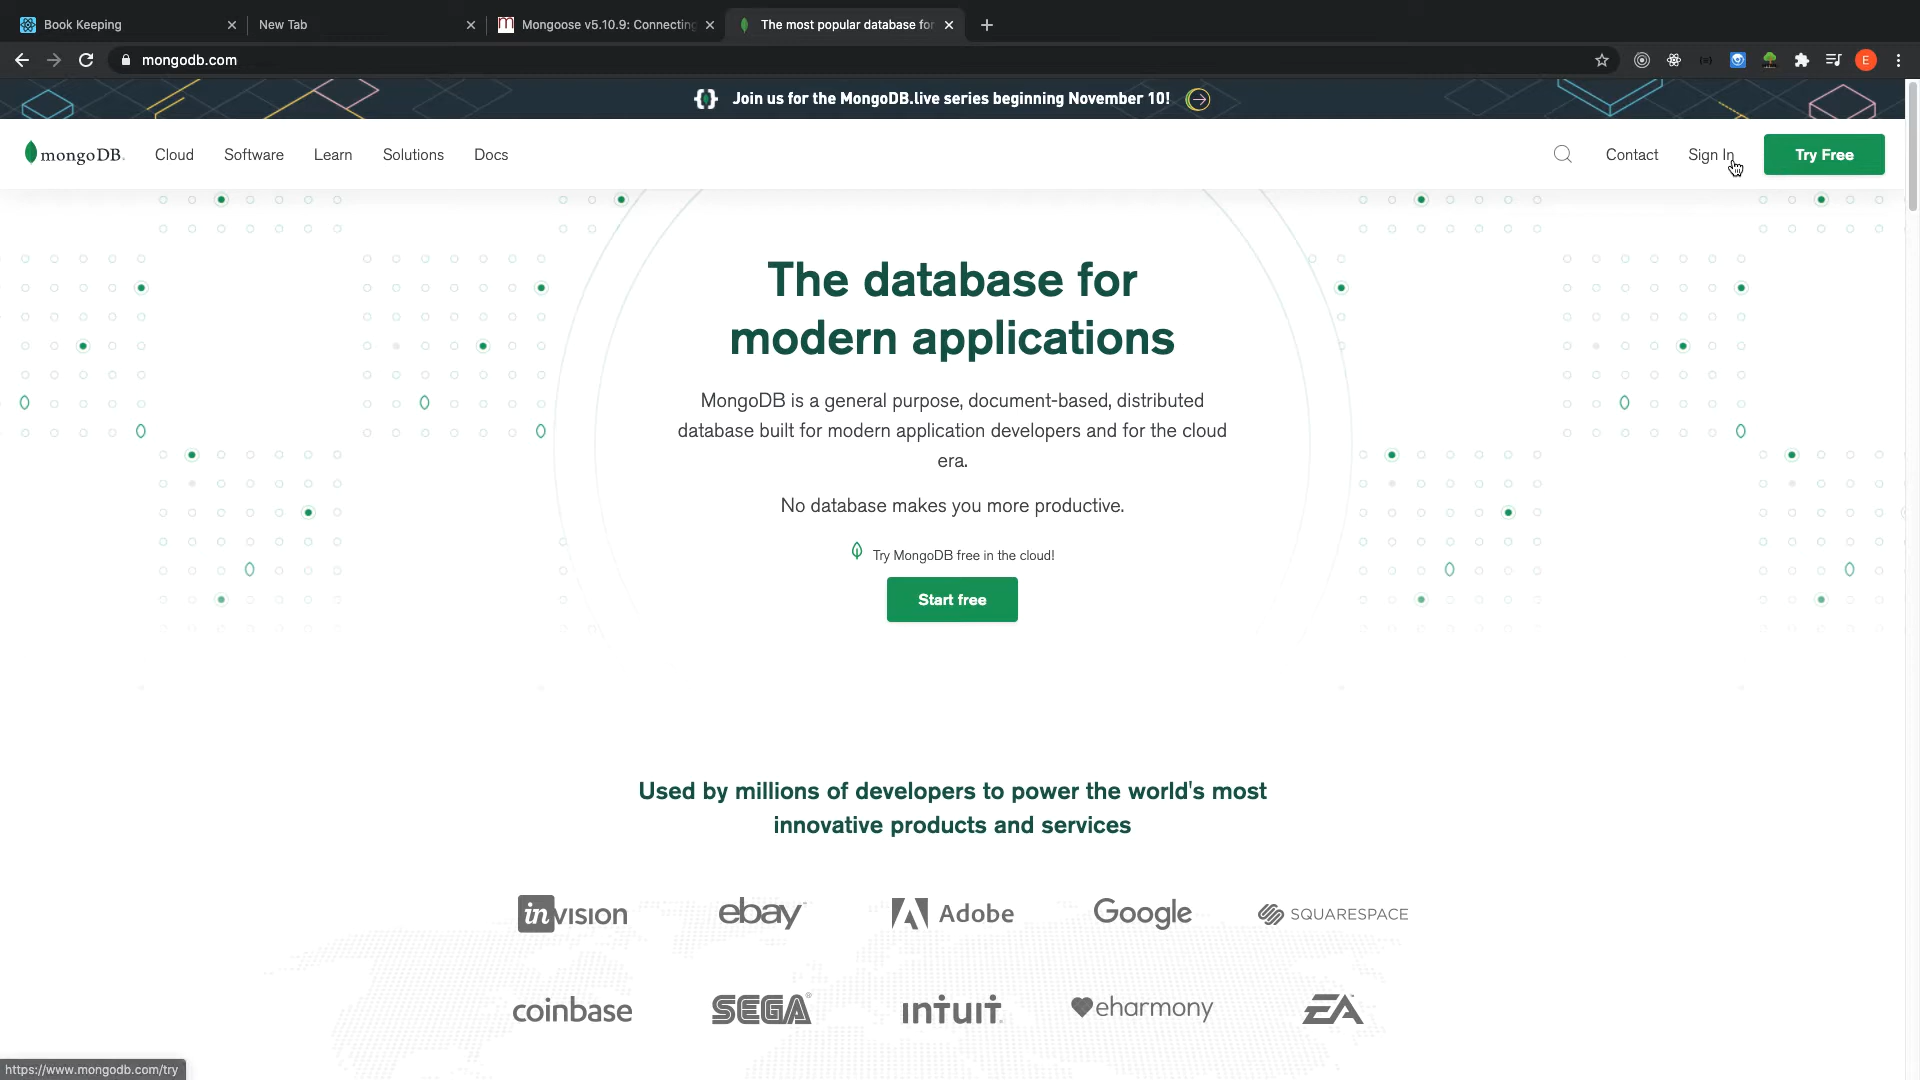 Book Keeping
New Tab
Mongoose v5.10.9: Connecting
The most popular database for
mongodb.com
E
Join us for the MongoDB.live series beginning November 10!
mongoDB.
Cloud
Software
Learn
Solutions
Docs
Contact
Sign In
Try Free
The database for
modern applications
MongoDB is a general purpose, document-based, distributed
database built for modern application developers and for the cloud
era.
No database makes you more productive.
Try MongoDB free in the cloud!
Start free
Used by millions of developers to power the world's most
innovative products and services
invision
ebay
Adobe
Google
SQUARESPACE
coinbase
SEGA
intuit
eharmony
EA
https://www.mongodb.com/try